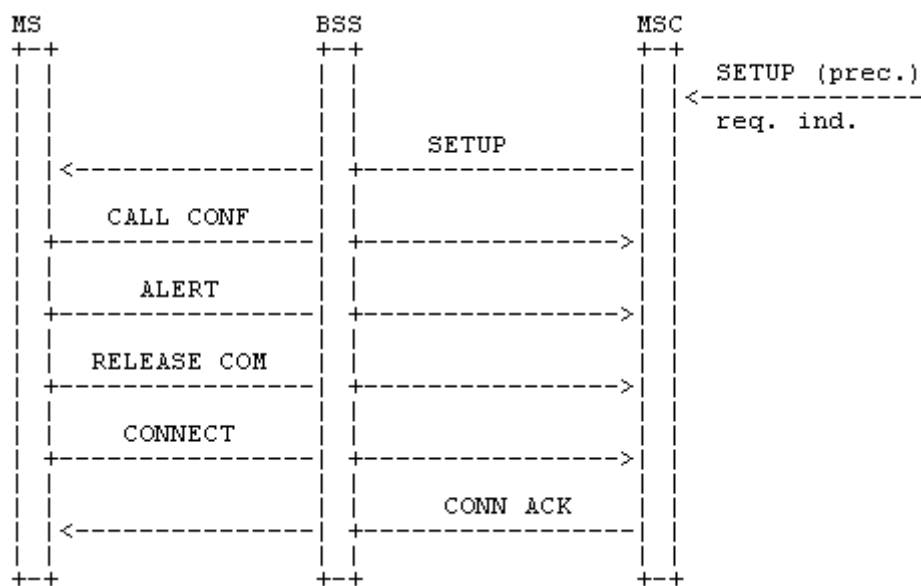 MS BSS MSC
SETUP (prec.)
req. ind.
SETUP
CALL CONF
ALERT
RELEASE COM
CONNECT
CONN ACK